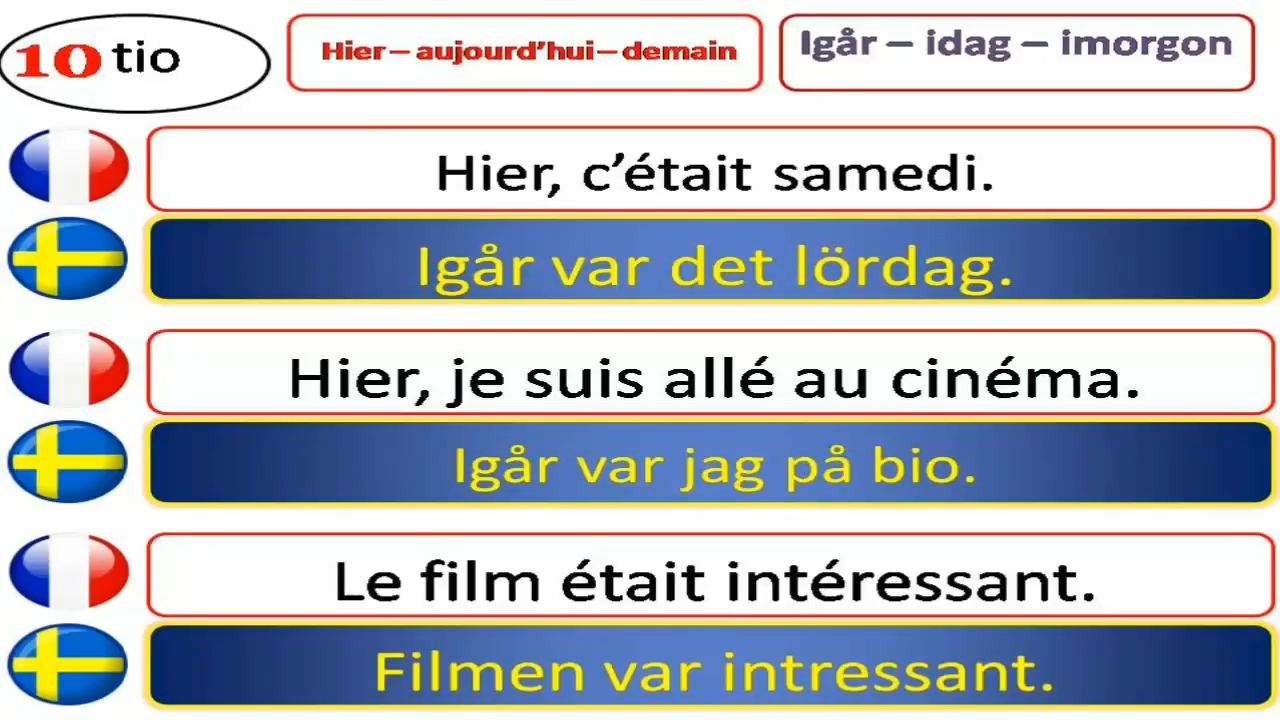 10 tio
Hier – aujourd’hui – demain
Igår – idag – imorgon
Hier, c’était samedi.
Igår var det lördag.
Hier, je suis allé au cinéma.
Igår var jag på bio.
Le film était intéressant.
Filmen var intressant.